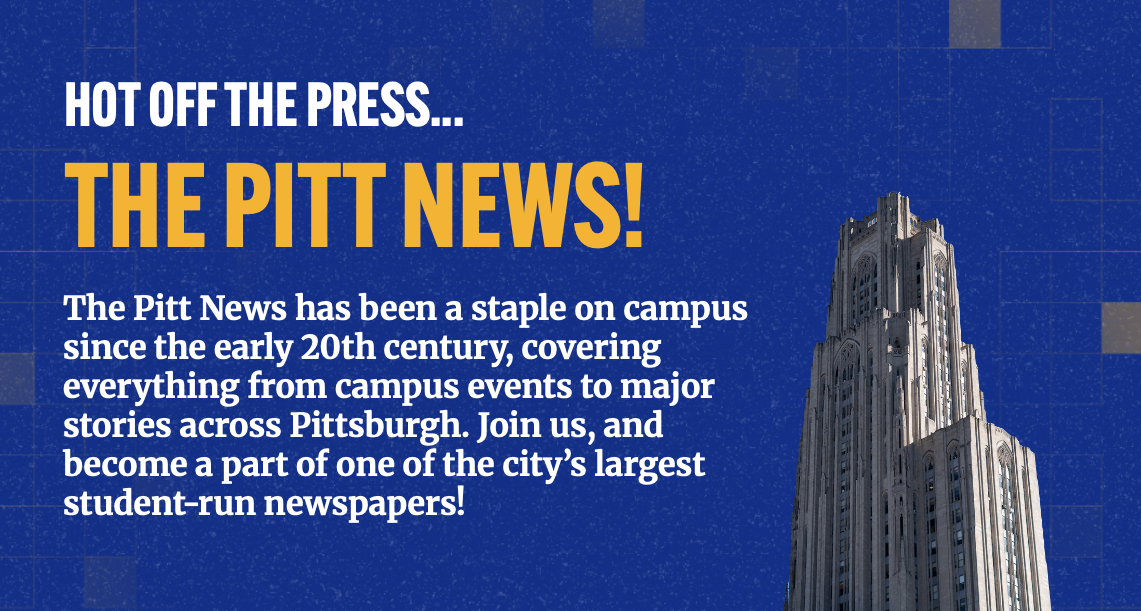 HOT OFF THE PRESS...
THE PITT NEWS!
The Pitt News has been a staple on campus
since the early 20th century, covering
everything from campus events to major
stories across Pittsburgh. Join us, and
become a part of one of the city’s largest
student-run newspapers!